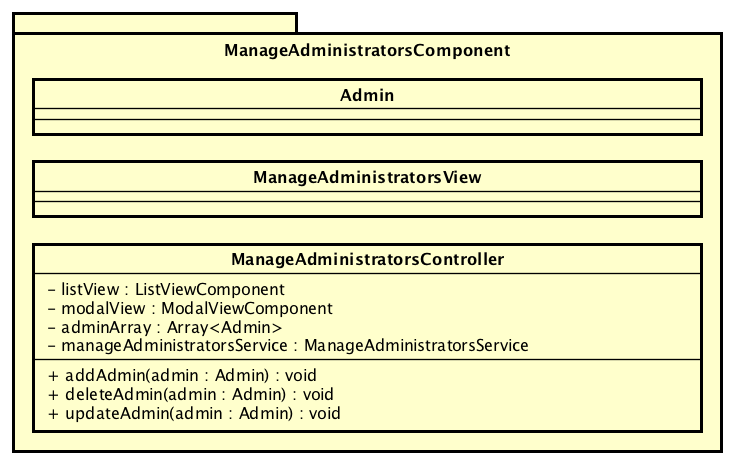 ManageAdministratorsComponent
Admin
ManageAdministratorsView
ManageAdministratorsController
- listView : ListViewComponent
- modalView : ModalViewComponent
- adminArray : Array<Admin>
- manageAdministratorsService : ManageAdministratorsService
+ addAdmin(admin : Admin) : void
+ deleteAdmin(admin : Admin) : void
+ updateAdmin(admin : Admin) : void